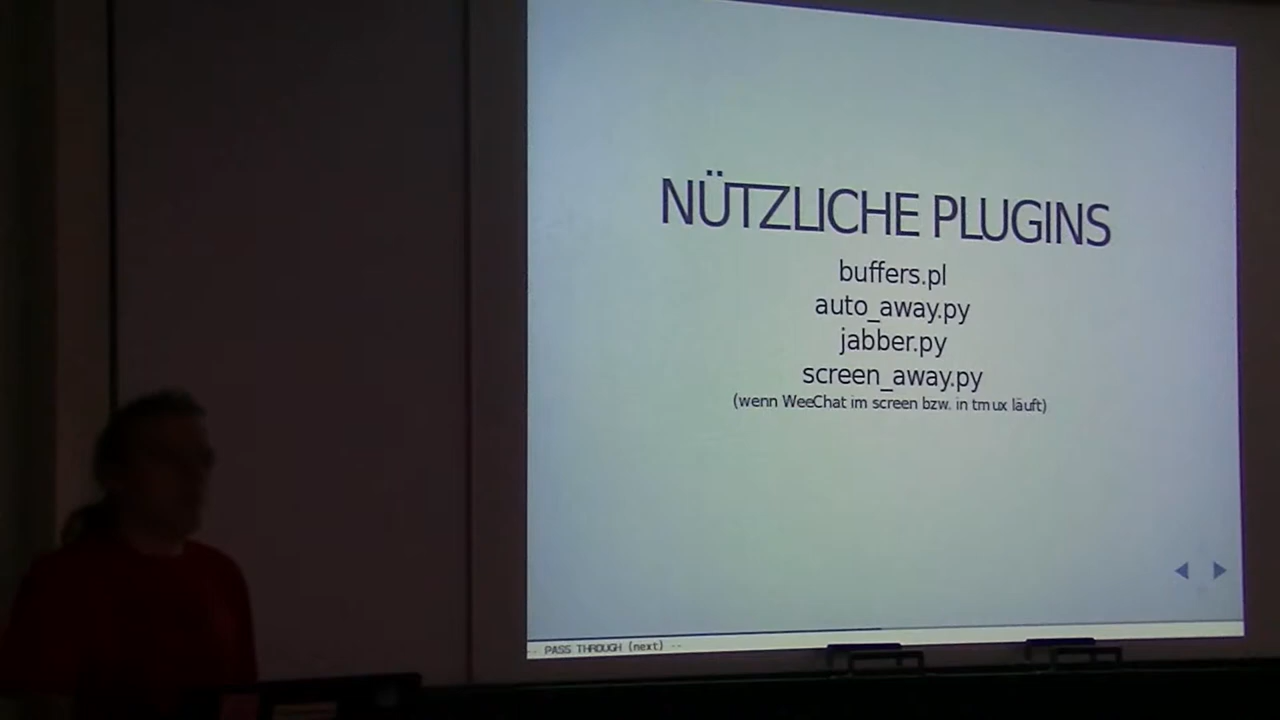 NÜTZLICHE PLUGINS
buffers.pl
auto_away.py
jabber.py
screen_away.py
(wenn WeeChat im screen bzw. in tmux läuft)
-- PASS THROUGH (next) --